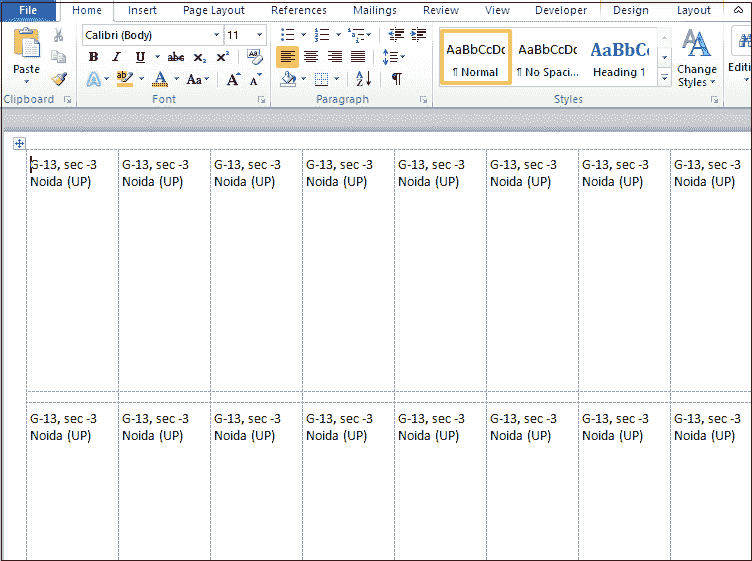 File Home Insert Page Layout References Mailings Review View Developer Design Layout
Calibri (Body) 11
AaBbCcDc AaBbCcDc AaBbCc
Paste
B I U abc x₂ x² Aa
¶ Normal ¶ No Spaci... Heading 1 Change Styles
A Aa A A ¶
Editi
Clipboard Font Paragraph Styles
G-13, sec -3 G-13, sec -3 G-13, sec -3 G-13, sec -3 G-13, sec -3 G-13, sec -3 G-13, sec -3 G-13, sec -3
Noida (UP) Noida (UP) Noida (UP) Noida (UP) Noida (UP) Noida (UP) Noida (UP) Noida (UP)
G-13, sec -3 G-13, sec -3 G-13, sec -3 G-13, sec -3 G-13, sec -3 G-13, sec -3 G-13, sec -3 G-13, sec -3
Noida (UP) Noida (UP) Noida (UP) Noida (UP) Noida (UP) Noida (UP) Noida (UP) Noida (UP)